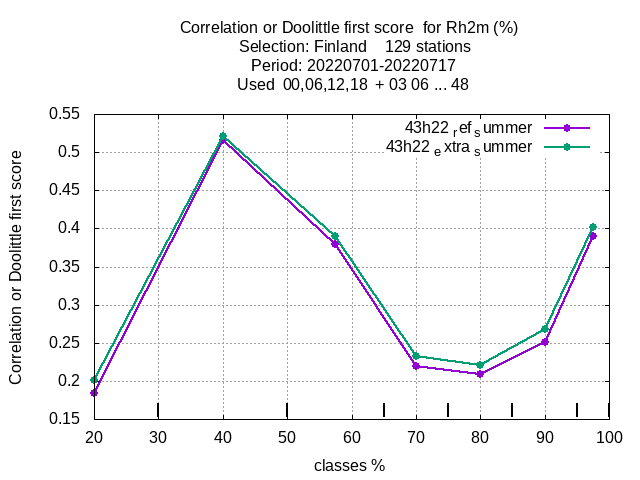 Correlation or Doolittle first score for Rh2m (%)
Selection: Finland 129 stations
Period: 20220701-20220717
Used 00,06,12,18 + 03 06 ... 48
43h22 ref summer
43h22 extra summer
Correlation or Doolittle first score
0.55
0.5
0.45
0.4
0.35
0.3
0.25
0.2
0.15
20 30 40 50 60 70 80 90 100
classes %